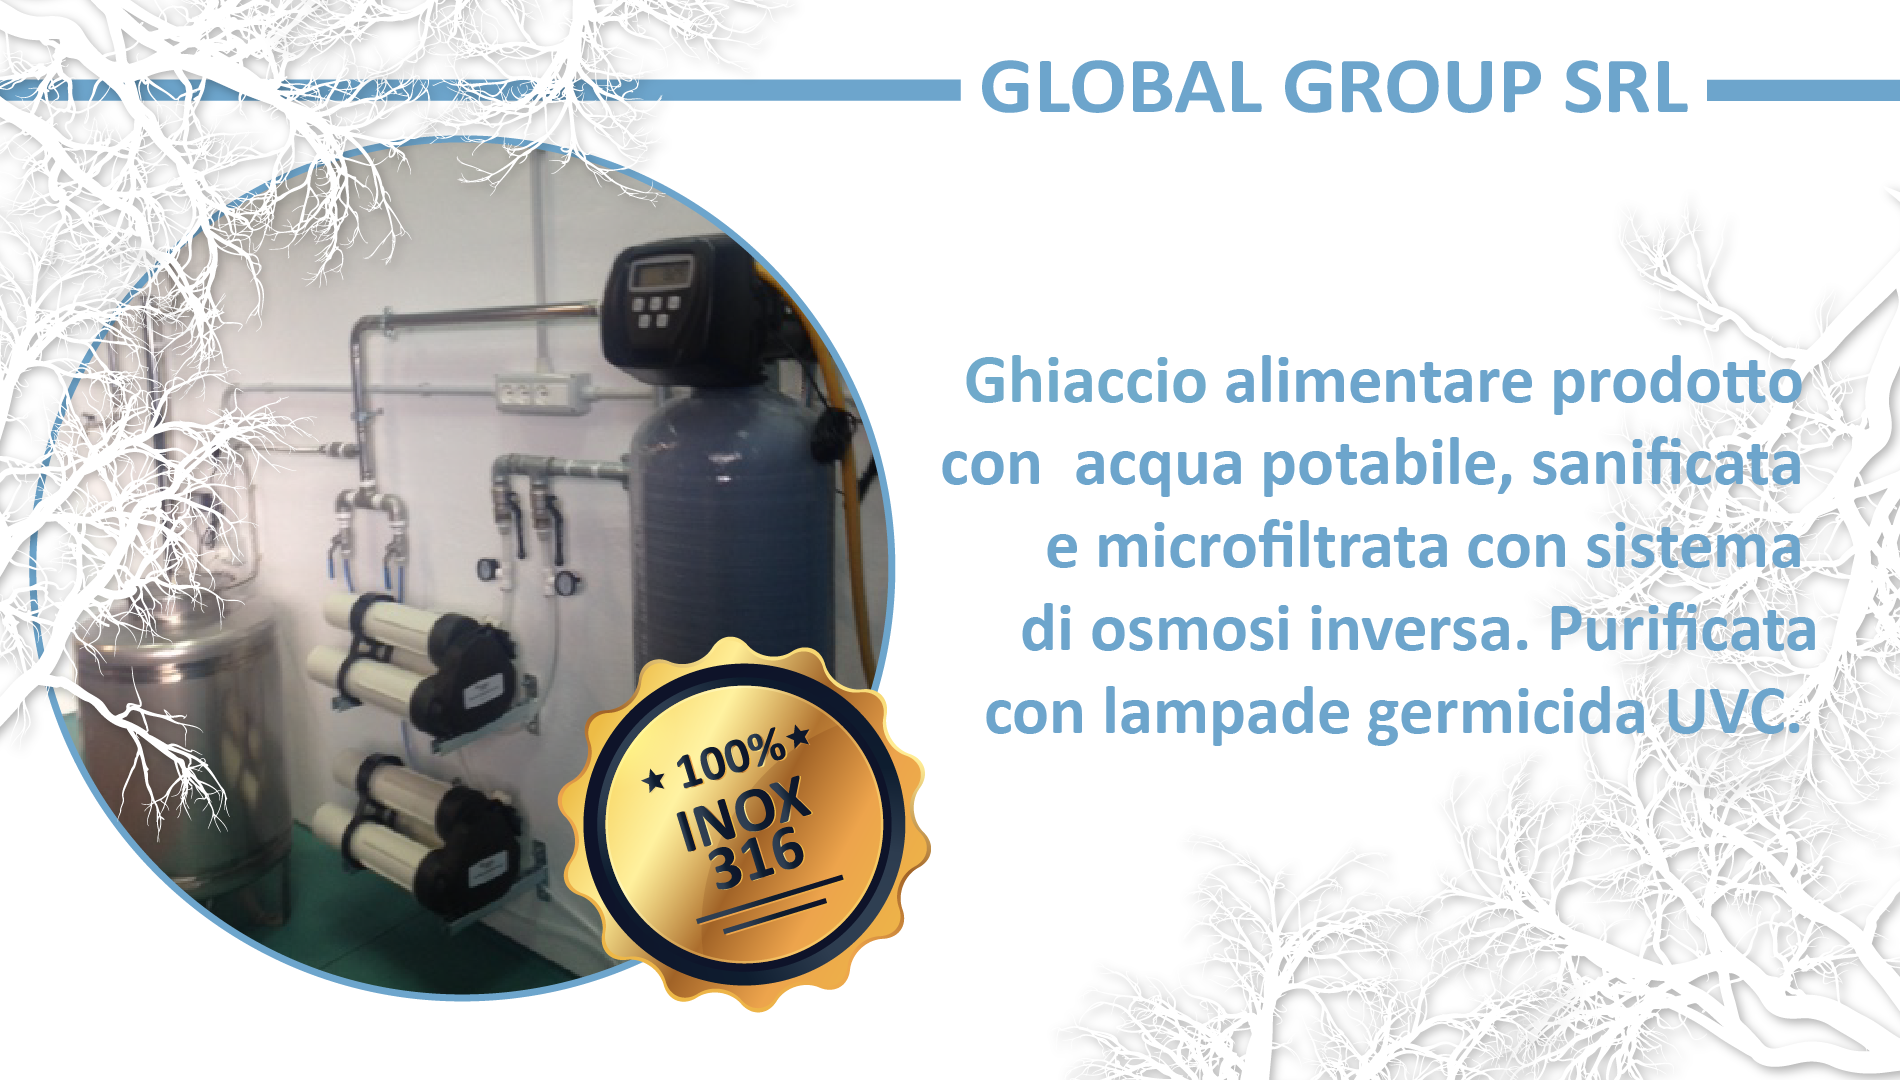 GLOBAL GROUP SRL
Ghiaccio alimentare prodotto
con acqua potabile, sanificata
e microfiltrata con sistema
di osmosi inversa. Purificata
con lampade germicida UVC.
100%
INOX
316